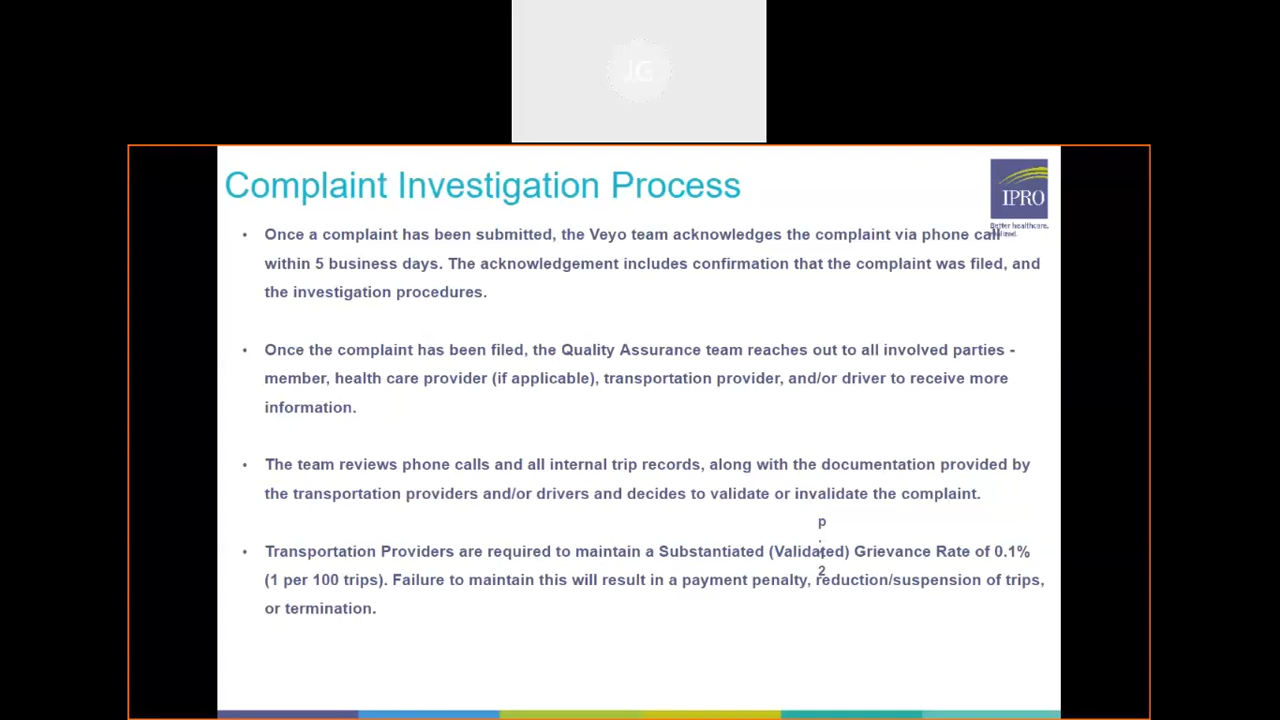 JG
Complaint Investigation Process
IPRO
Better healthcare,
realized.
• Once a complaint has been submitted, the Veyo team acknowledges the complaint via phone call
within 5 business days. The acknowledgement includes confirmation that the complaint was filed, and
the investigation procedures.
• Once the complaint has been filed, the Quality Assurance team reaches out to all involved parties -
member, health care provider (if applicable), transportation provider, and/or driver to receive more
information.
• The team reviews phone calls and all internal trip records, along with the documentation provided by
the transportation providers and/or drivers and decides to validate or invalidate the complaint.
• Transportation Providers are required to maintain a Substantiated (Validated) Grievance Rate of 0.1%
(1 per 100 trips). Failure to maintain this will result in a payment penalty, reduction/suspension of trips,
or termination.
p
.
2